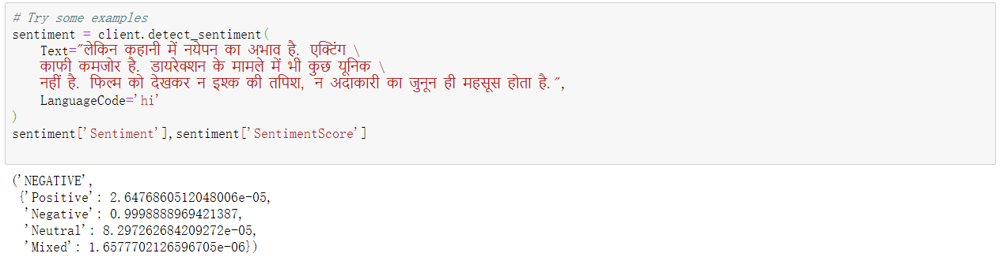 # Try some examples
sentiment = client.detect_sentiment(
    Text="लेकिन कहानी में नयेपन का अभाव है. एक्टिंग \
    काफी कमजोर है. डायरेक्शन के मामले में भी कुछ यूनिक \
    नहीं है. फिल्म को देखकर न इश्क की तपिश, न अदाकारी का जुनून ही महसूस होता है.",
    LanguageCode='hi'
)
sentiment['Sentiment'],sentiment['SentimentScore']
('NEGATIVE',
 {'Positive': 2.6476860512048006e-05,
  'Negative': 0.9998888969421387,
  'Neutral': 8.297262684209272e-05,
  'Mixed': 1.6577702126596705e-06})